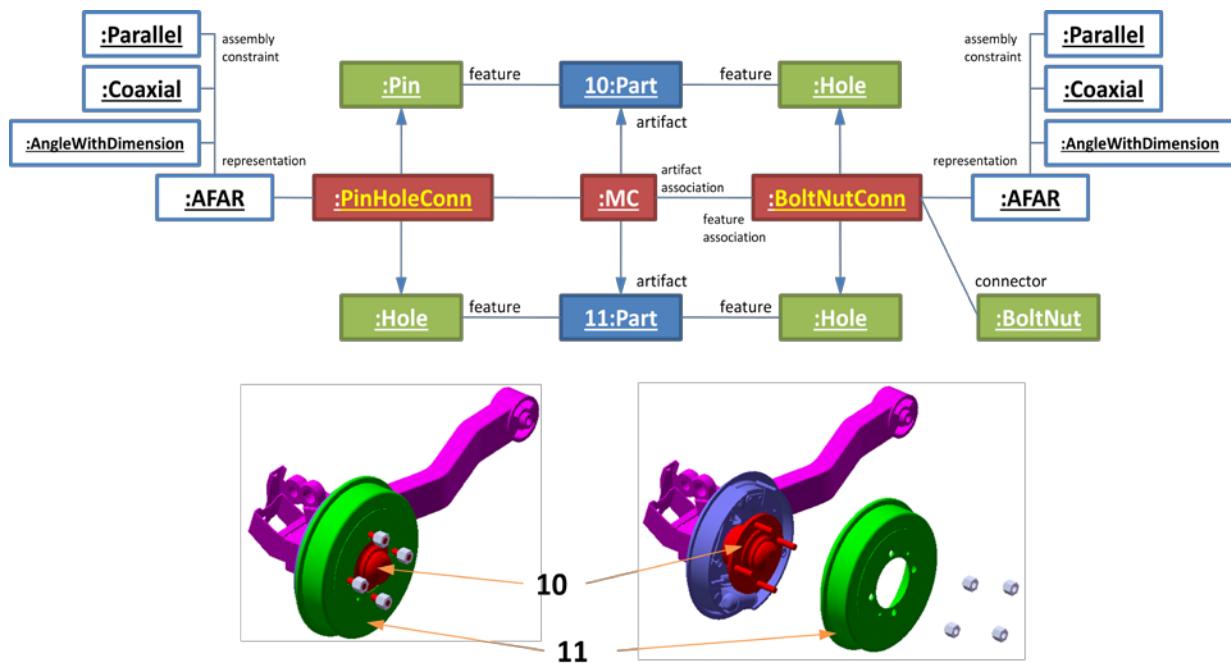 :Parallel
assembly
constraint
:Coaxial
:AngleWithDimension
representation
:AFAR
:Pin
feature
10:Part
feature
:Hole
artifact
:PinHoleConn
:MC
artifact
association
:BoltNutConn
feature
association
artifact
:Hole
feature
11:Part
feature
:Hole
:Parallel
assembly
constraint
:Coaxial
:AngleWithDimension
representation
:AFAR
connector
:BoltNut
10
11